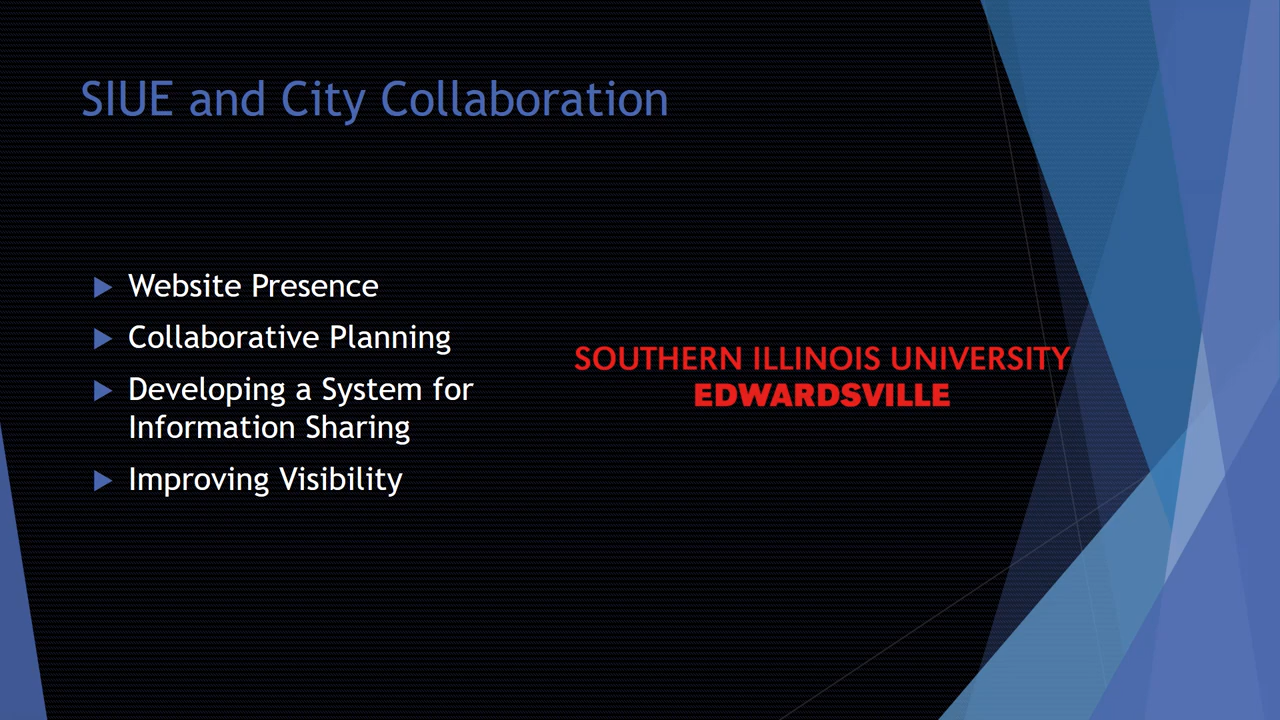 SIUE and City Collaboration
Website Presence
Collaborative Planning
Developing a System for
Information Sharing
Improving Visibility
SOUTHERN ILLINOIS UNIVERSITY
EDWARDSVILLE